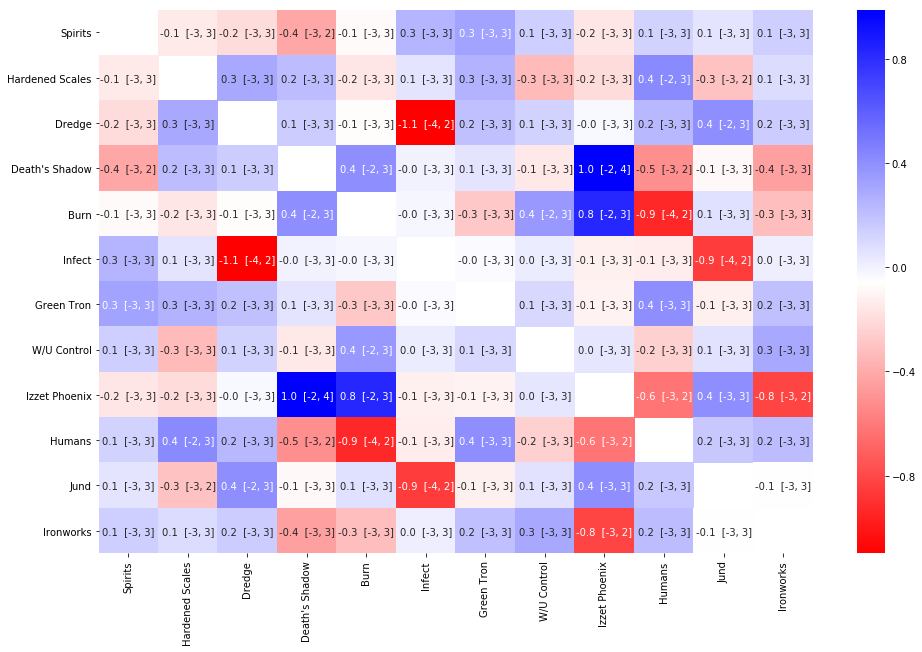 Spirits -0.1 [-3, 3] -0.2 [-3, 3] -0.4 [-3, 2] -0.1 [-3, 3] 0.3 [-3, 3] 0.3 [-3, 3] 0.1 [-3, 3] -0.2 [-3, 3] 0.1 [-3, 3] 0.1 [-3, 3] 0.1 [-3, 3]
0.8
Hardened Scales -0.1 [-3, 3] 0.3 [-3, 3] 0.2 [-3, 3] -0.2 [-3, 3] 0.1 [-3, 3] 0.3 [-3, 3] -0.3 [-3, 3] -0.2 [-3, 3] 0.4 [-2, 3] -0.3 [-3, 2] 0.1 [-3, 3]
Dredge -0.2 [-3, 3] 0.3 [-3, 3] 0.1 [-3, 3] -0.1 [-3, 3] -1.1 [-4, 2] 0.2 [-3, 3] 0.1 [-3, 3] -0.0 [-3, 3] 0.2 [-3, 3] 0.4 [-2, 3] 0.2 [-3, 3]
0.4
Death's Shadow -0.4 [-3, 2] 0.2 [-3, 3] 0.1 [-3, 3] 0.4 [-2, 3] -0.0 [-3, 3] 0.1 [-3, 3] -0.1 [-3, 3] 1.0 [-2, 4] -0.5 [-3, 2] -0.1 [-3, 3] -0.4 [-3, 3]
Burn -0.1 [-3, 3] -0.2 [-3, 3] -0.1 [-3, 3] 0.4 [-2, 3] -0.0 [-3, 3] -0.3 [-3, 3] 0.4 [-2, 3] 0.8 [-2, 3] -0.9 [-4, 2] 0.1 [-3, 3] -0.3 [-3, 3]
Infect 0.3 [-3, 3] 0.1 [-3, 3] -1.1 [-4, 2] -0.0 [-3, 3] -0.0 [-3, 3] -0.0 [-3, 3] 0.0 [-3, 3] -0.1 [-3, 3] -0.1 [-3, 3] -0.9 [-4, 2] 0.0 [-3, 3]
0.0
Green Tron 0.3 [-3, 3] 0.3 [-3, 3] 0.2 [-3, 3] 0.1 [-3, 3] -0.3 [-3, 3] -0.0 [-3, 3] 0.1 [-3, 3] -0.1 [-3, 3] 0.4 [-3, 3] -0.1 [-3, 3] 0.2 [-3, 3]
W/U Control 0.1 [-3, 3] -0.3 [-3, 3] 0.1 [-3, 3] -0.1 [-3, 3] 0.4 [-2, 3] 0.0 [-3, 3] 0.1 [-3, 3] 0.0 [-3, 3] -0.2 [-3, 3] 0.1 [-3, 3] 0.3 [-3, 3]
−0.4
Izzet Phoenix -0.2 [-3, 3] -0.2 [-3, 3] -0.0 [-3, 3] 1.0 [-2, 4] 0.8 [-2, 3] -0.1 [-3, 3] -0.1 [-3, 3] 0.0 [-3, 3] -0.6 [-3, 2] 0.4 [-3, 3] -0.8 [-3, 2]
Humans 0.1 [-3, 3] 0.4 [-2, 3] 0.2 [-3, 3] -0.5 [-3, 2] -0.9 [-4, 2] -0.1 [-3, 3] 0.4 [-3, 3] -0.2 [-3, 3] -0.6 [-3, 2] 0.2 [-3, 3] 0.2 [-3, 3]
−0.8
Jund 0.1 [-3, 3] -0.3 [-3, 2] 0.4 [-2, 3] -0.1 [-3, 3] 0.1 [-3, 3] -0.9 [-4, 2] -0.1 [-3, 3] 0.1 [-3, 3] 0.4 [-3, 3] 0.2 [-3, 3] -0.1 [-3, 3]
Ironworks 0.1 [-3, 3] 0.1 [-3, 3] 0.2 [-3, 3] -0.4 [-3, 3] -0.3 [-3, 3] 0.0 [-3, 3] 0.2 [-3, 3] 0.3 [-3, 3] -0.8 [-3, 2] 0.2 [-3, 3] -0.1 [-3, 3]
Spirits
Hardened Scales
Dredge
Death's Shadow
Burn
Infect
Green Tron
W/U Control
Izzet Phoenix
Humans
Jund
Ironworks